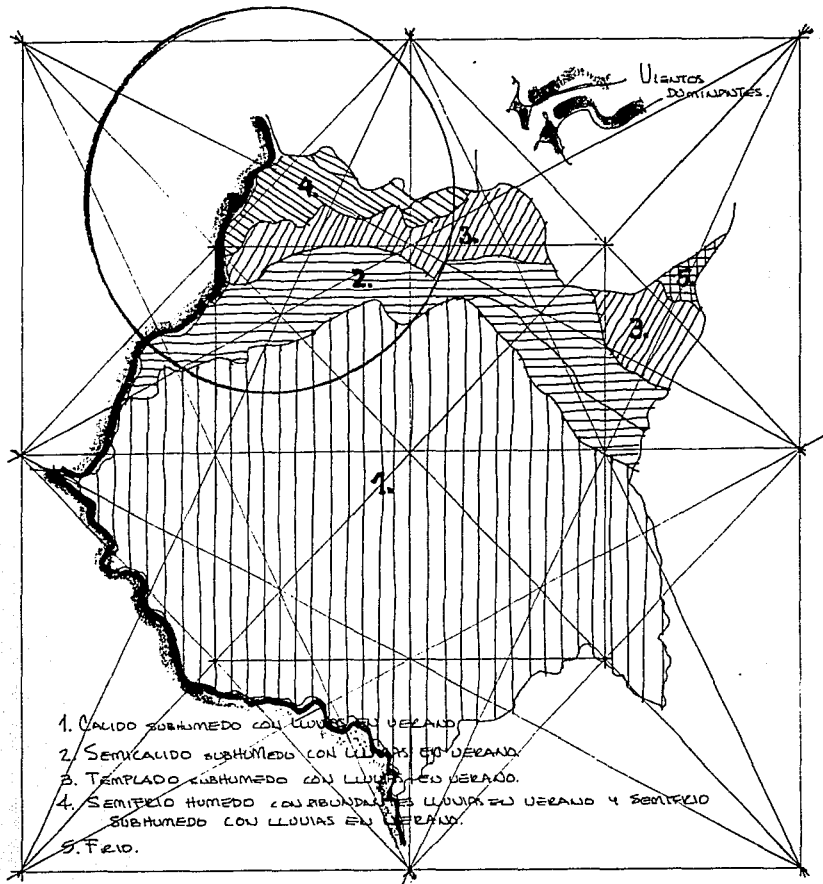 VIENTOS
DOMINANTES.
4.
3.
2.
5.
3.
1.
1. CALIDO SUBHUMEDO CON LLUVIAS EN VERANO
2. SEMICALIDO SUBHUMEDO CON LLUVIAS EN VERANO.
3. TEMPLADO SUBHUMEDO CON LLUVIAS EN VERANO.
4. SEMIFRIO HUMEDO CON ABUNDANTES LLUVIAS EN VERANO Y SEMIFRIO
SUBHUMEDO CON LLUVIAS EN VERANO.
5. FRIO.